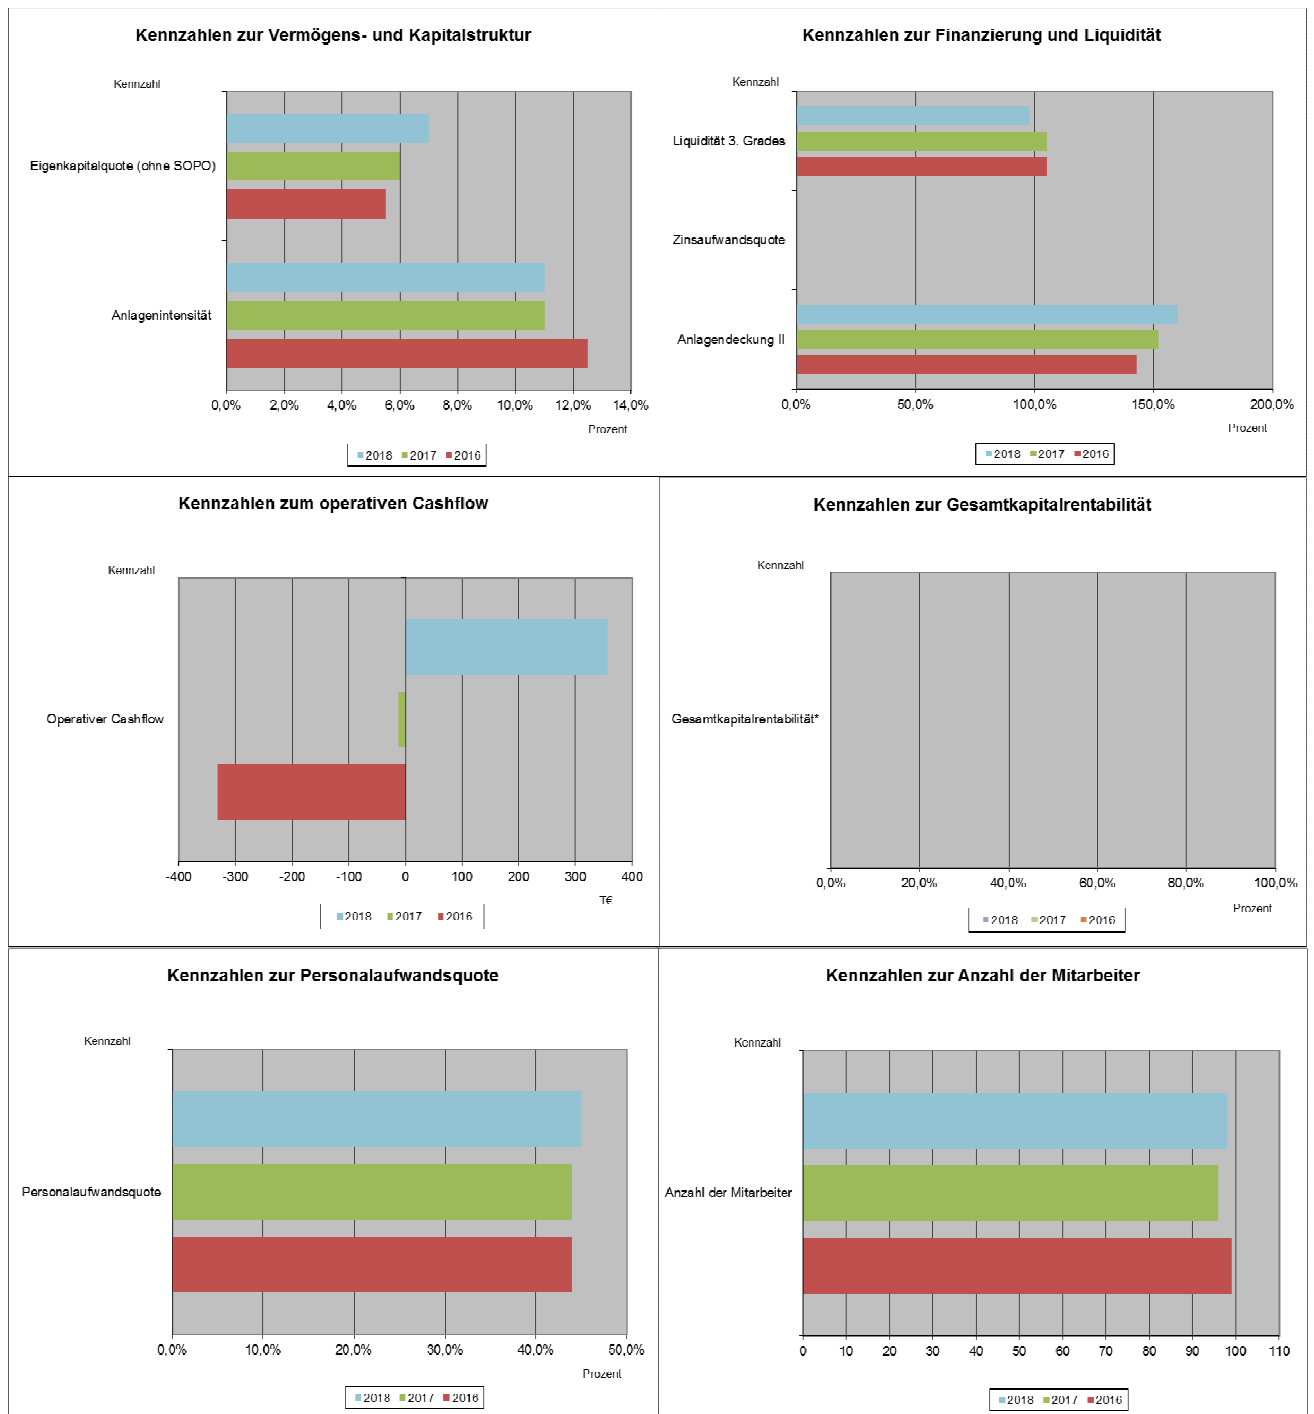 Kennzahlen zur Vermögens- und Kapitalstruktur
Kennzahl
Eigenkapitalquote (ohne SOPO)
Anlagenintensität
0,0% 2,0% 4,0% 6,0% 8,0% 10,0% 12,0% 14,0%
Prozent
2018 2017 2016
Kennzahlen zur Finanzierung und Liquidität
Kennzahl
Liquidität 3. Grades
Zinsaufwandsquote
Anlagendeckung II
0,0% 50,0% 100,0% 150,0% 200,0%
Prozent
2018 2017 2016
Kennzahlen zum operativen Cashflow
Kennzahl
Operativer Cashflow
-400 -300 -200 -100 0 100 200 300 400
T€
2018 2017 2016
Kennzahlen zur Gesamtkapitalrentabilität
Kennzahl
Gesamtkapitalrentabilität*
0,0% 20,0% 40,0% 60,0% 80,0% 100,0%
Prozent
2018 2017 2016
Kennzahlen zur Personalaufwandsquote
Kennzahl
Personalaufwandsquote
0,0% 10,0% 20,0% 30,0% 40,0% 50,0%
Prozent
2018 2017 2016
Kennzahlen zur Anzahl der Mitarbeiter
Kennzahl
Anzahl der Mitarbeiter
0 10 20 30 40 50 60 70 80 90 100 110
2018 2017 2016